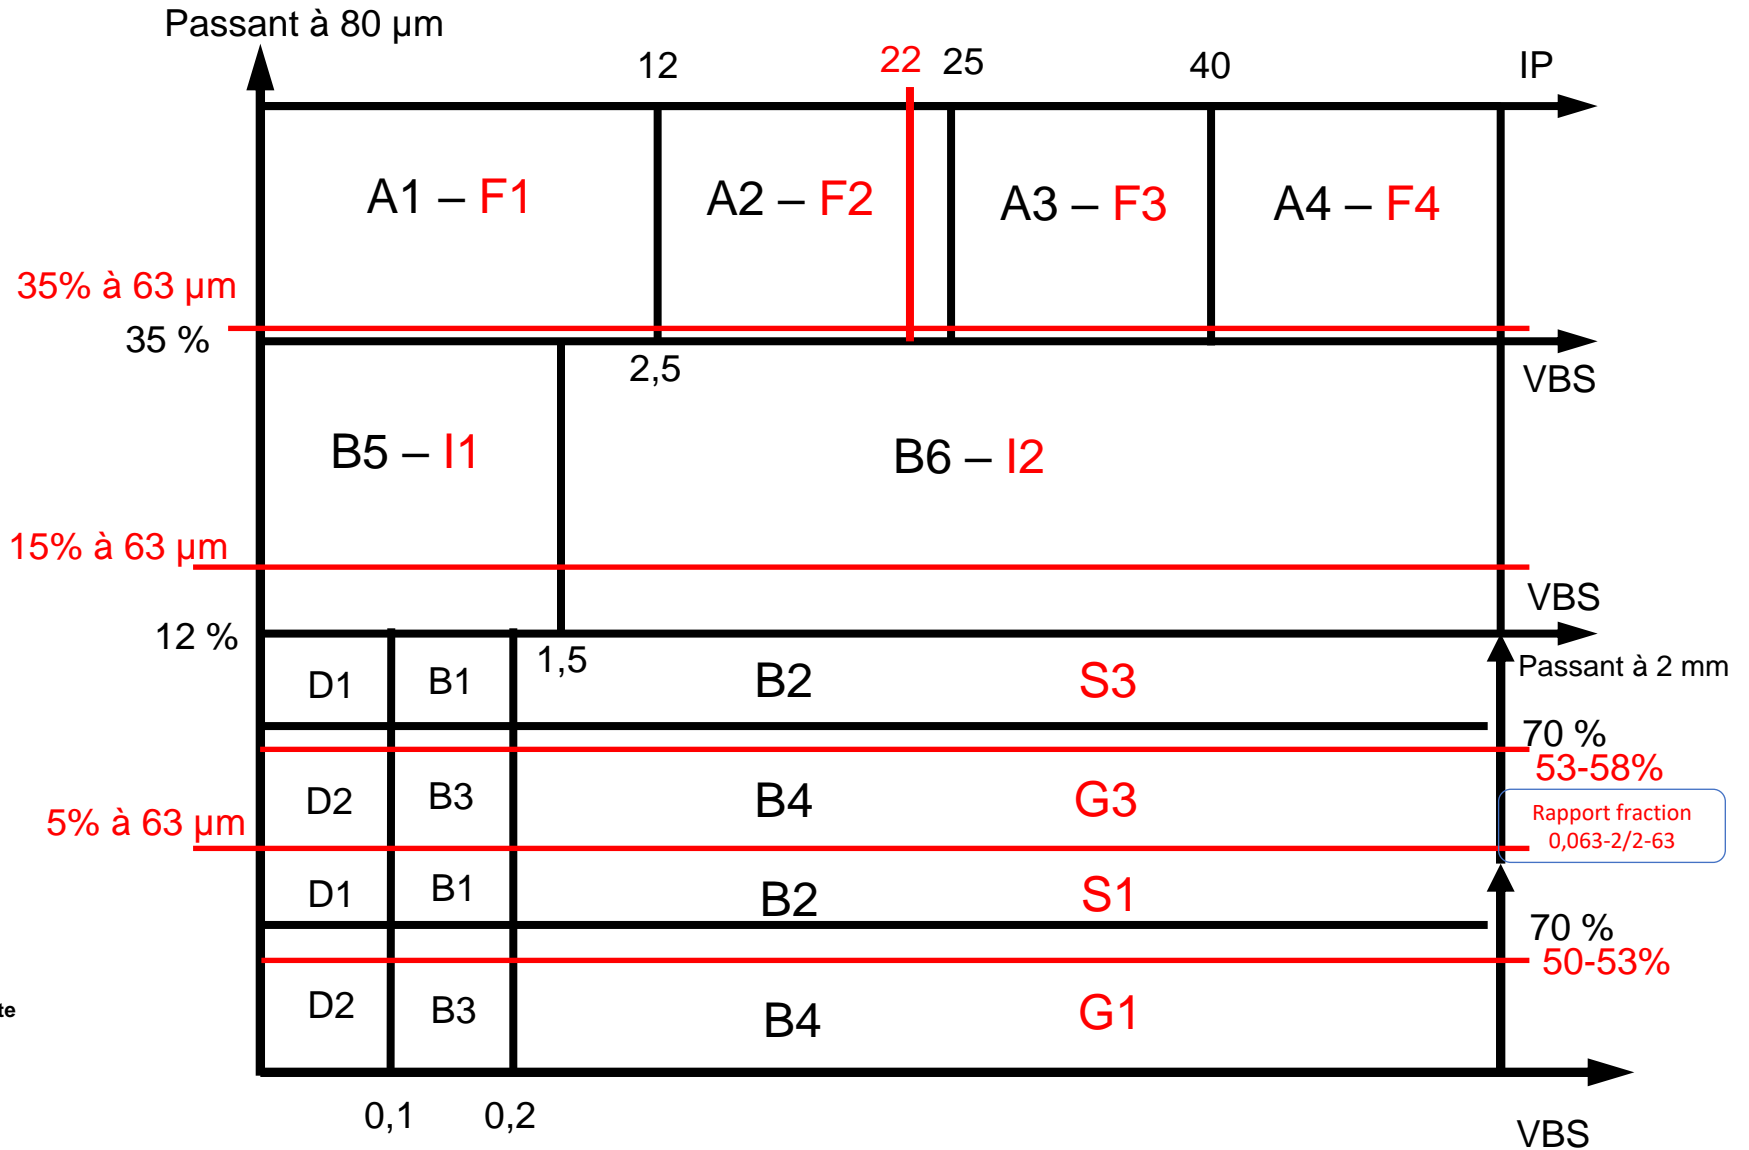 Passant à 80 µm
12
22
25
40
IP
A1 – F1
A2 – F2
A3 – F3
A4 – F4
35% à 63 µm
35 %
2,5
VBS
B5 – I1
B6 – I2
15% à 63 µm
VBS
12 %
1,5
Passant à 2 mm
D1
B1
B2
S3
70 %
53-58%
D2
B3
B4
G3
5% à 63 µm
Rapport fraction
0,063-2/2-63
D1
B1
B2
S1
70 %
50-53%
D2
B3
B4
G1
te
0,1
0,2
VBS